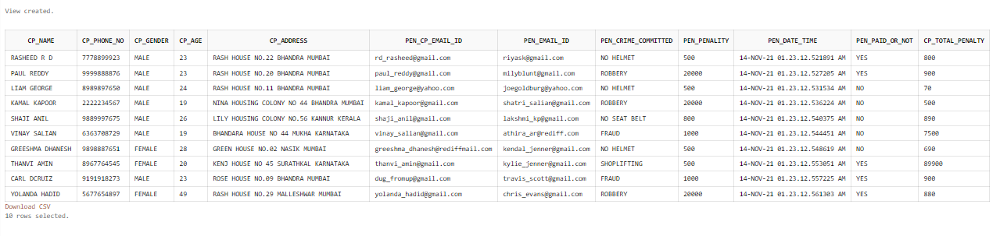 View created.
CP_NAME CP_PHONE_NO CP_GENDER CP_AGE CP_ADDRESS PEN_CP_EMAIL_ID PEN_EMAIL_ID PEN_CRIME_COMMITTED PEN_PENALITY PEN_DATE_TIME PEN_PAID_OR_NOT CP_TOTAL_PENALTY
RASHEED R D 7778899923 MALE 23 RASH HOUSE NO.22 BHANDRA MUMBAI rd_rasheed@gmail.com riyask@gmail.com NO HELMET 500 14-NOV-21 01.23.12.521891 AM YES 800
PAUL REDDY 9999888876 MALE 23 RASH HOUSE NO.20 BHANDRA MUMBAI paul_reddy@gmail.com milyblunt@gmail.com ROBBERY 20000 14-NOV-21 01.23.12.527205 AM YES 900
LIAM GEORGE 8989897650 MALE 24 RASH HOUSE NO.11 BHANDRA MUMBAI liam_george@yahoo.com joegoldburg@yahoo.com NO HELMET 500 14-NOV-21 01.23.12.531534 AM NO 70
KAMAL KAPOOR 2222234567 MALE 19 NINA HOUSING COLONY NO 44 BHANDRA MUMBAI kamal_kapoor@gmail.com shatri_salian@gmail.com ROBBERY 20000 14-NOV-21 01.23.12.536224 AM NO 500
SHAJI ANIL 9889997675 MALE 26 LILY HOUSING COLONY NO.56 KANNUR KERALA shaji_anil@gmail.com lakshmi_kp@gmail.com NO SEAT BELT 800 14-NOV-21 01.23.12.540375 AM NO 890
VINAY SALIAN 6363708729 MALE 19 BHANDARA HOUSE NO 44 MUKHA KARNATAKA vinay_salian@gmail.com athira_ar@rediff.com FRAUD 1000 14-NOV-21 01.23.12.544451 AM NO 7500
GREESHMA DHANESH 9898887651 FEMALE 28 GREEN HOUSE NO.02 NASIK MUMBAI greeshma_dhanesh@rediffmail.com kendal_jenner@gmail.com NO HELMET 500 14-NOV-21 01.23.12.548619 AM NO 690
THANVI AMIN 8967764545 FEMALE 20 KENJ HOUSE NO 45 SURATHKAL KARNATAKA thanvi_amin@gmail.com kylie_jenner@gmail.com SHOPLIFTING 500 14-NOV-21 01.23.12.553051 AM YES 89900
CARL DCRUIZ 9191918273 MALE 23 ROSE HOUSE NO.09 BHANDRA MUMBAI dug_fromup@gmail.com travis_scott@gmail.com FRAUD 1000 14-NOV-21 01.23.12.557225 AM YES 900
YOLANDA HADID 5677654897 FEMALE 49 RASH HOUSE NO.29 MALLESHWAR MUMBAI yolanda_hadid@gmail.com chris_evans@gmail.com ROBBERY 20000 14-NOV-21 01.23.12.561303 AM YES 880
Download CSV
10 rows selected.